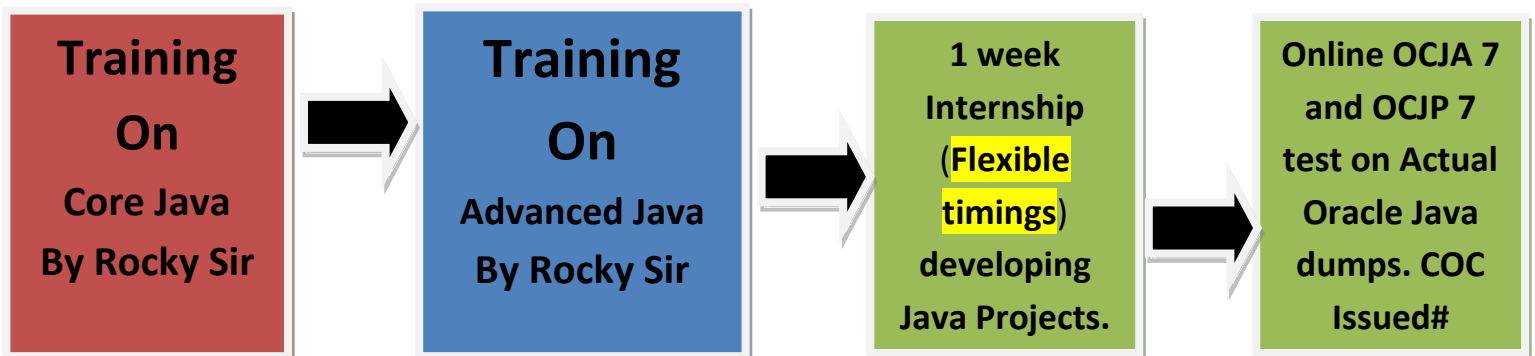 Training
On
Core Java
By Rocky Sir
Training
On
Advanced Java
By Rocky Sir
1 week
Internship
(Flexible
timings)
developing
Java Projects.
Online OCJA 7
and OCJP 7
test on Actual
Oracle Java
dumps. COC
Issued#